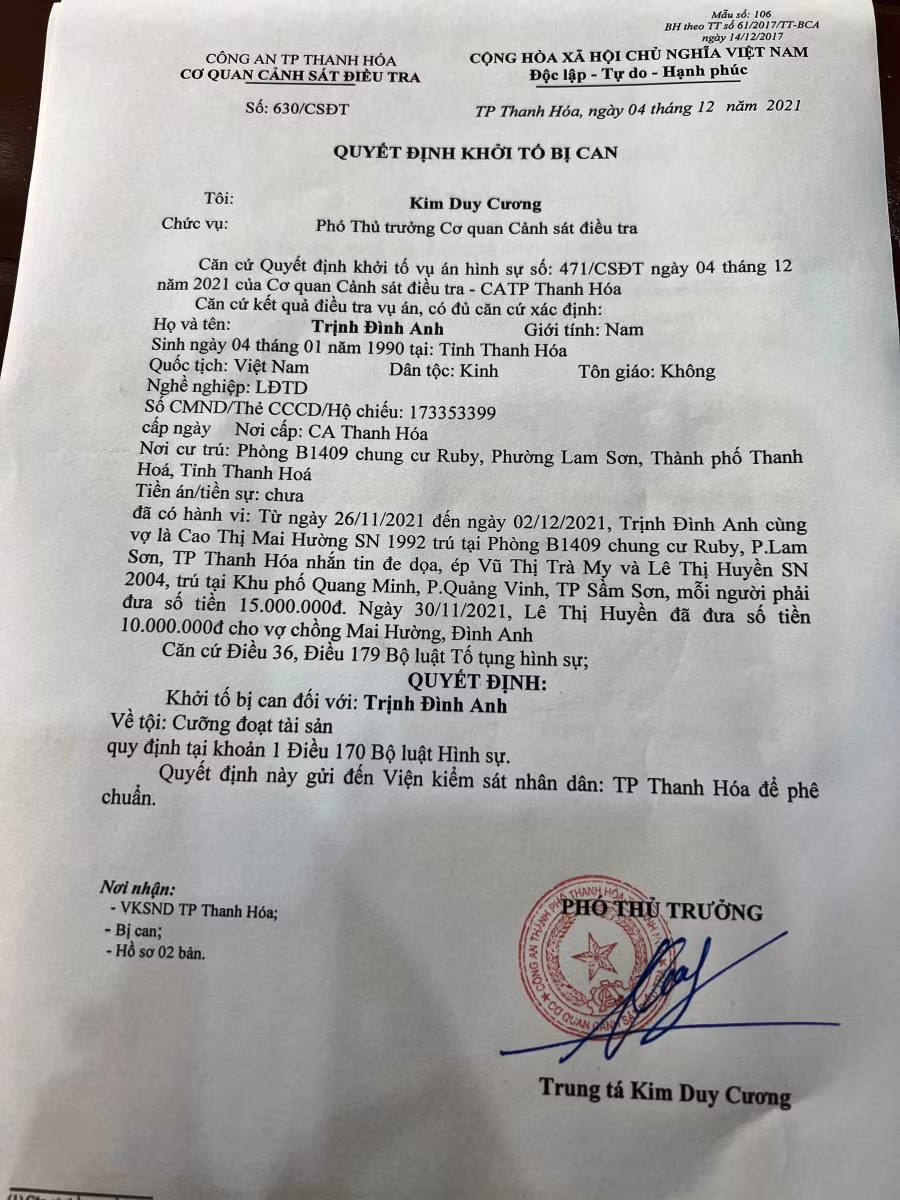 Mẫu số: 106
BH theo TT số 61/2017/TT-BCA
ngày 14/12/2017
CÔNG AN TP THANH HÓA
CƠ QUAN CẢNH SÁT ĐIỀU TRA
Số: 630/CSĐT
CỘNG HÒA XÃ HỘI CHỦ NGHĨA VIỆT NAM
Độc lập - Tự do - Hạnh phúc
TP Thanh Hóa, ngày 04 tháng 12 năm 2021
QUYẾT ĐỊNH KHỞI TỐ BỊ CAN
Tôi: Kim Duy Cương
Chức vụ: Phó Thủ trưởng Cơ quan Cảnh sát điều tra
Căn cứ Quyết định khởi tố vụ án hình sự số: 471/CSĐT ngày 04 tháng 12
năm 2021 của Cơ quan Cảnh sát điều tra - CATP Thanh Hóa
Căn cứ kết quả điều tra vụ án, có đủ căn cứ xác định:
Họ và tên: Trịnh Đình Anh Giới tính: Nam
Sinh ngày 04 tháng 01 năm 1990 tại: Tỉnh Thanh Hóa
Quốc tịch: Việt Nam Dân tộc: Kinh Tôn giáo: Không
Nghề nghiệp: LĐTD
Số CMND/Thẻ CCCD/Hộ chiếu: 173353399
cấp ngày Nơi cấp: CA Thanh Hóa
Nơi cư trú: Phòng B1409 chung cư Ruby, Phường Lam Sơn, Thành phố Thanh
Hoá, Tỉnh Thanh Hoá
Tiền án/tiền sự: chưa
đã có hành vi: Từ ngày 26/11/2021 đến ngày 02/12/2021, Trịnh Đình Anh cùng
vợ là Cao Thị Mai Hường SN 1992 trú tại Phòng B1409 chung cư Ruby, P.Lam
Sơn, TP Thanh Hóa nhắn tin đe dọa, ép Vũ Thị Trà My và Lê Thị Huyền SN
2004, trú tại Khu phố Quang Minh, P.Quảng Vinh, TP Sầm Sơn, mỗi người phải
đưa số tiền 15.000.000đ. Ngày 30/11/2021, Lê Thị Huyền đã đưa số tiền
10.000.000đ cho vợ chồng Mai Hường, Đình Anh
Căn cứ Điều 36, Điều 179 Bộ luật Tố tụng hình sự;
QUYẾT ĐỊNH:
Khởi tố bị can đối với: Trịnh Đình Anh
Về tội: Cưỡng đoạt tài sản
quy định tại khoản 1 Điều 170 Bộ luật Hình sự.
Quyết định này gửi đến Viện kiểm sát nhân dân: TP Thanh Hóa để phê
chuẩn.
Nơi nhận:
- VKSND TP Thanh Hóa;
- Bị can;
- Hồ sơ 02 bản.
PHÓ THỦ TRƯỞNG
CÔNG AN THÀNH PHỐ THANH HÓA
CƠ QUAN CẢNH SÁT ĐIỀU TRA
Trung tá Kim Duy Cương